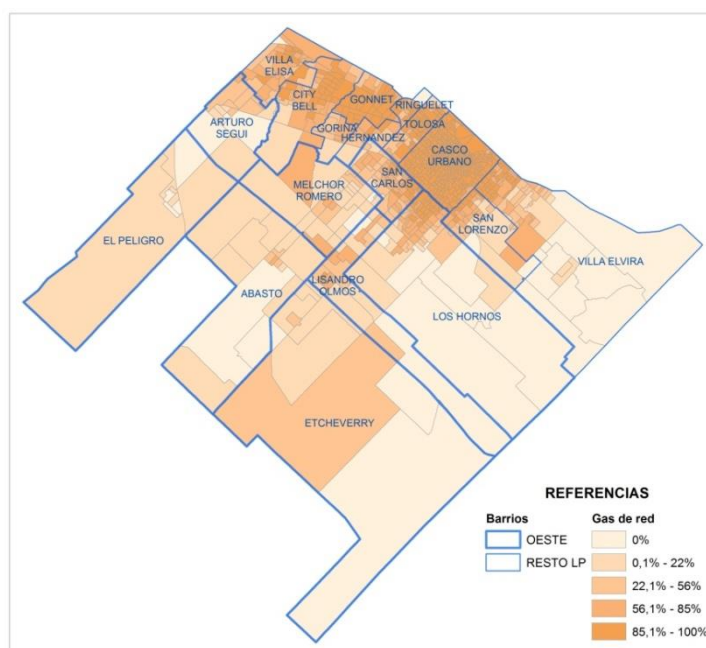 VILLA
ELISA
CITY
BELL
GONNET
RINGUELET
TOLOSA
GORINA
HERNANDEZ
ARTURO
SEGUI
CASCO
URBANO
SAN
CARLOS
MELCHOR
ROMERO
SAN
LORENZO
EL PELIGRO
VILLA ELVIRA
LISANDRO
OLMOS
ABASTO
LOS HORNOS
ETCHEVERRY
REFERENCIAS
Barrios
OESTE
RESTO LP
Gas de red
0%
0,1% - 22%
22,1% - 56%
56,1% - 85%
85,1% - 100%